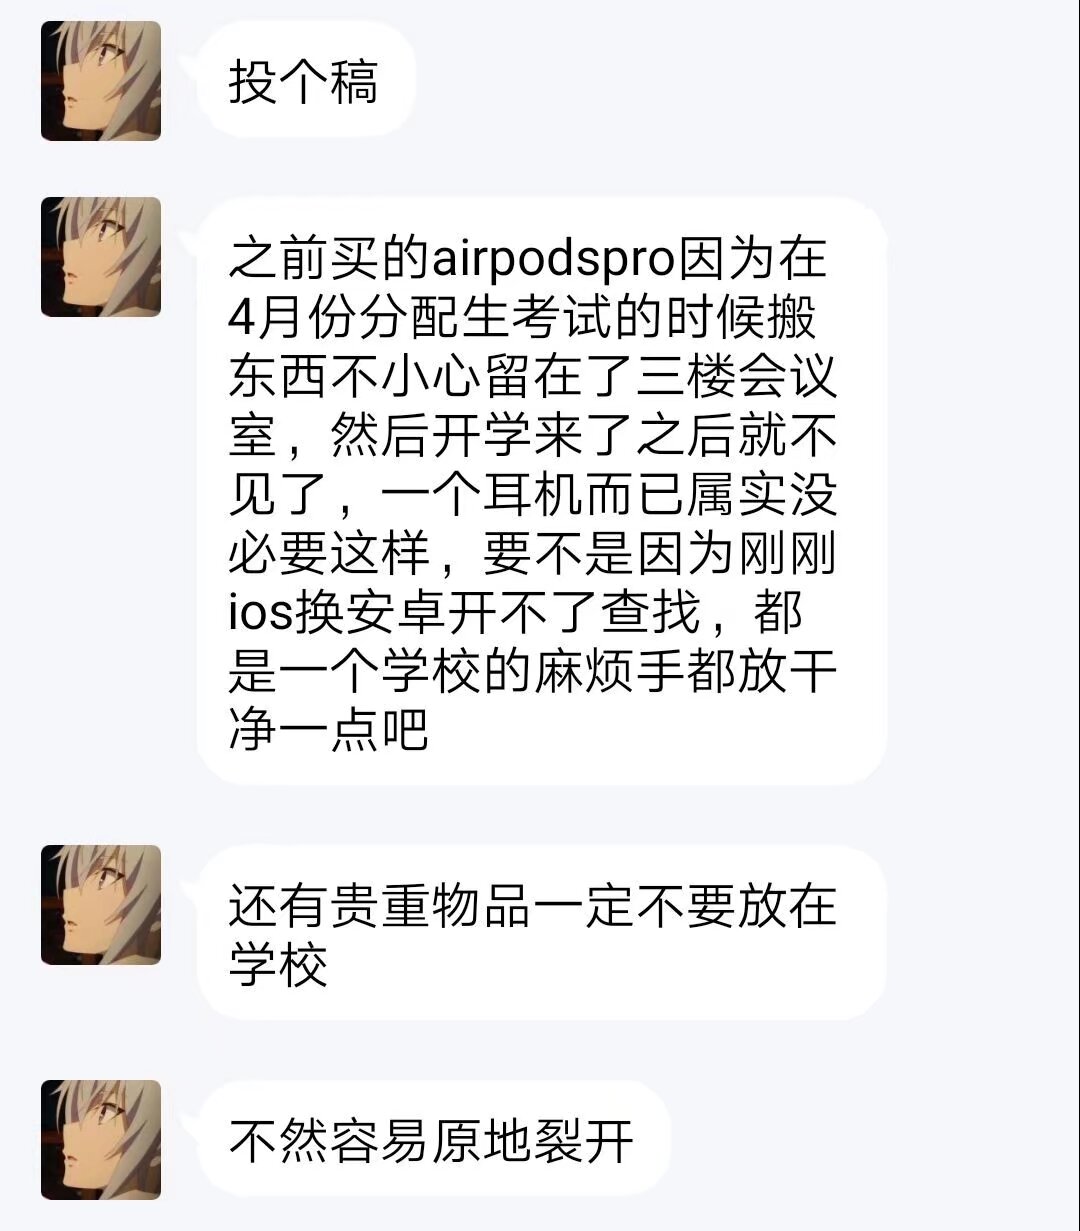 投个稿
之前买的airpodspro因为在
4月份分配生考试的时候搬
东西不小心留在了三楼会议
室，然后开学来了之后就不
见了，一个耳机而已属实没
必要这样，要不是因为刚刚
ios换安卓开不了查找，都
是一个学校的麻烦手都放干
净一点吧
还有贵重物品一定不要放在
学校
不然容易原地裂开